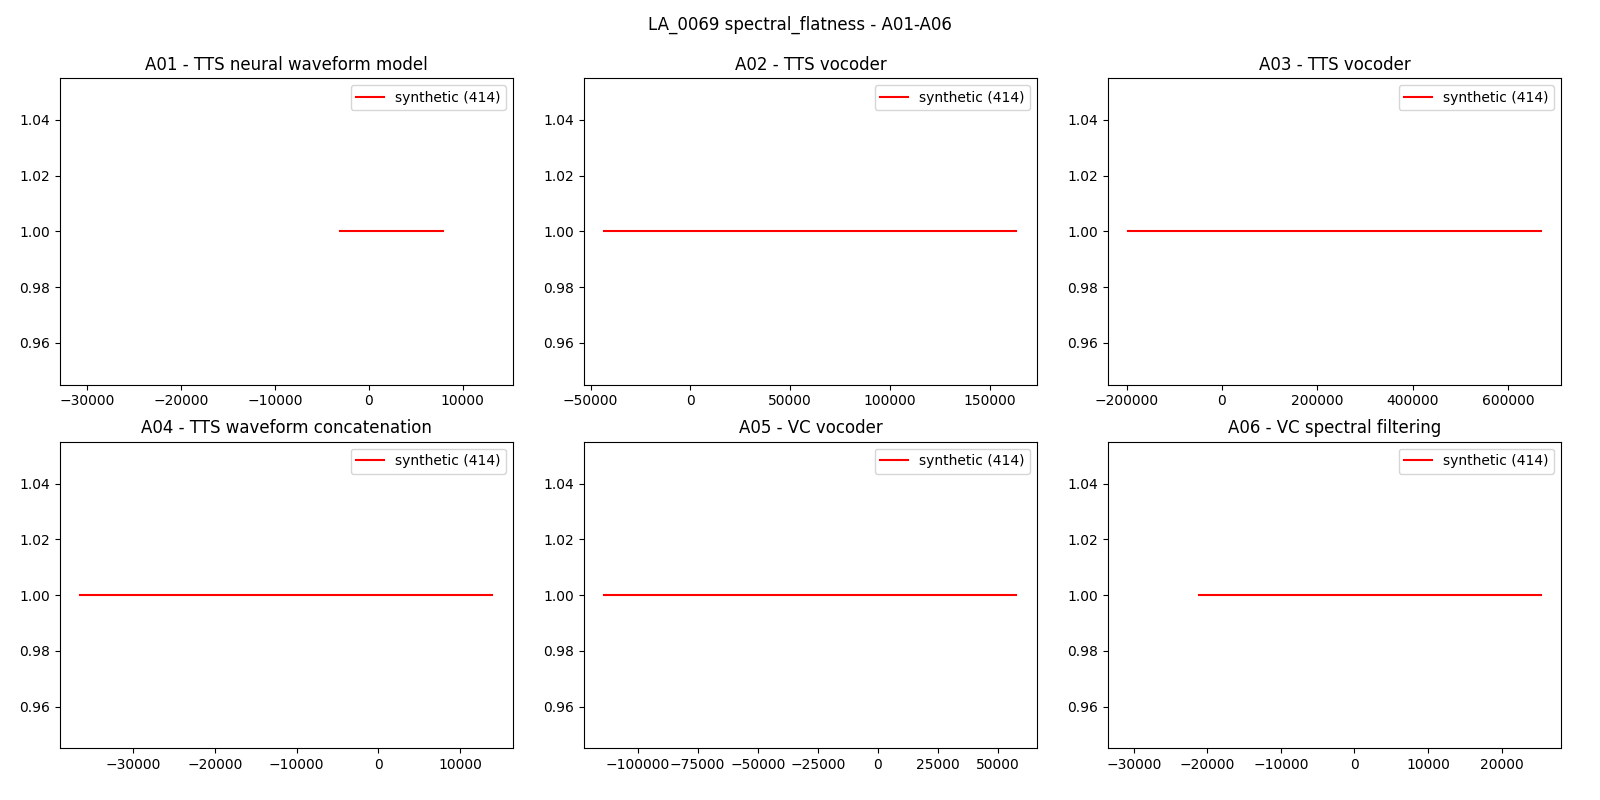 LA_0069 spectral_flatness - A01-A06
A01 - TTS neural waveform model
synthetic (414)
1.04
1.02
1.00
0.98
0.96
−30000 −20000 −10000 0 10000
A02 - TTS vocoder
synthetic (414)
1.04
1.02
1.00
0.98
0.96
−50000 0 50000 100000 150000
A03 - TTS vocoder
synthetic (414)
1.04
1.02
1.00
0.98
0.96
−200000 0 200000 400000 600000
A04 - TTS waveform concatenation
synthetic (414)
1.04
1.02
1.00
0.98
0.96
−30000 −20000 −10000 0 10000
A05 - VC vocoder
synthetic (414)
1.04
1.02
1.00
0.98
0.96
−100000 −75000 −50000 −25000 0 25000 50000
A06 - VC spectral filtering
synthetic (414)
1.04
1.02
1.00
0.98
0.96
−30000 −20000 −10000 0 10000 20000